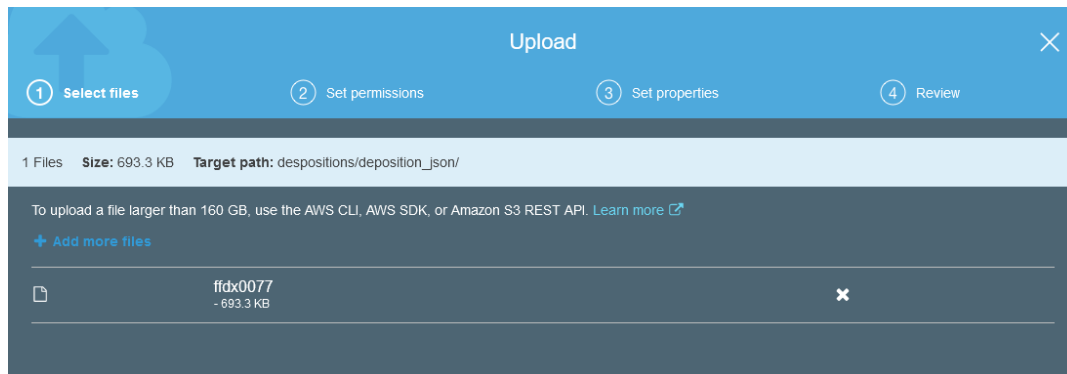 Upload
1 Select files 2 Set permissions 3 Set properties 4 Review
1 Files Size: 693.3 KB Target path: despositions/deposition_json/
To upload a file larger than 160 GB, use the AWS CLI, AWS SDK, or Amazon S3 REST API. Learn more
+ Add more files
ffdx0077
- 693.3 KB